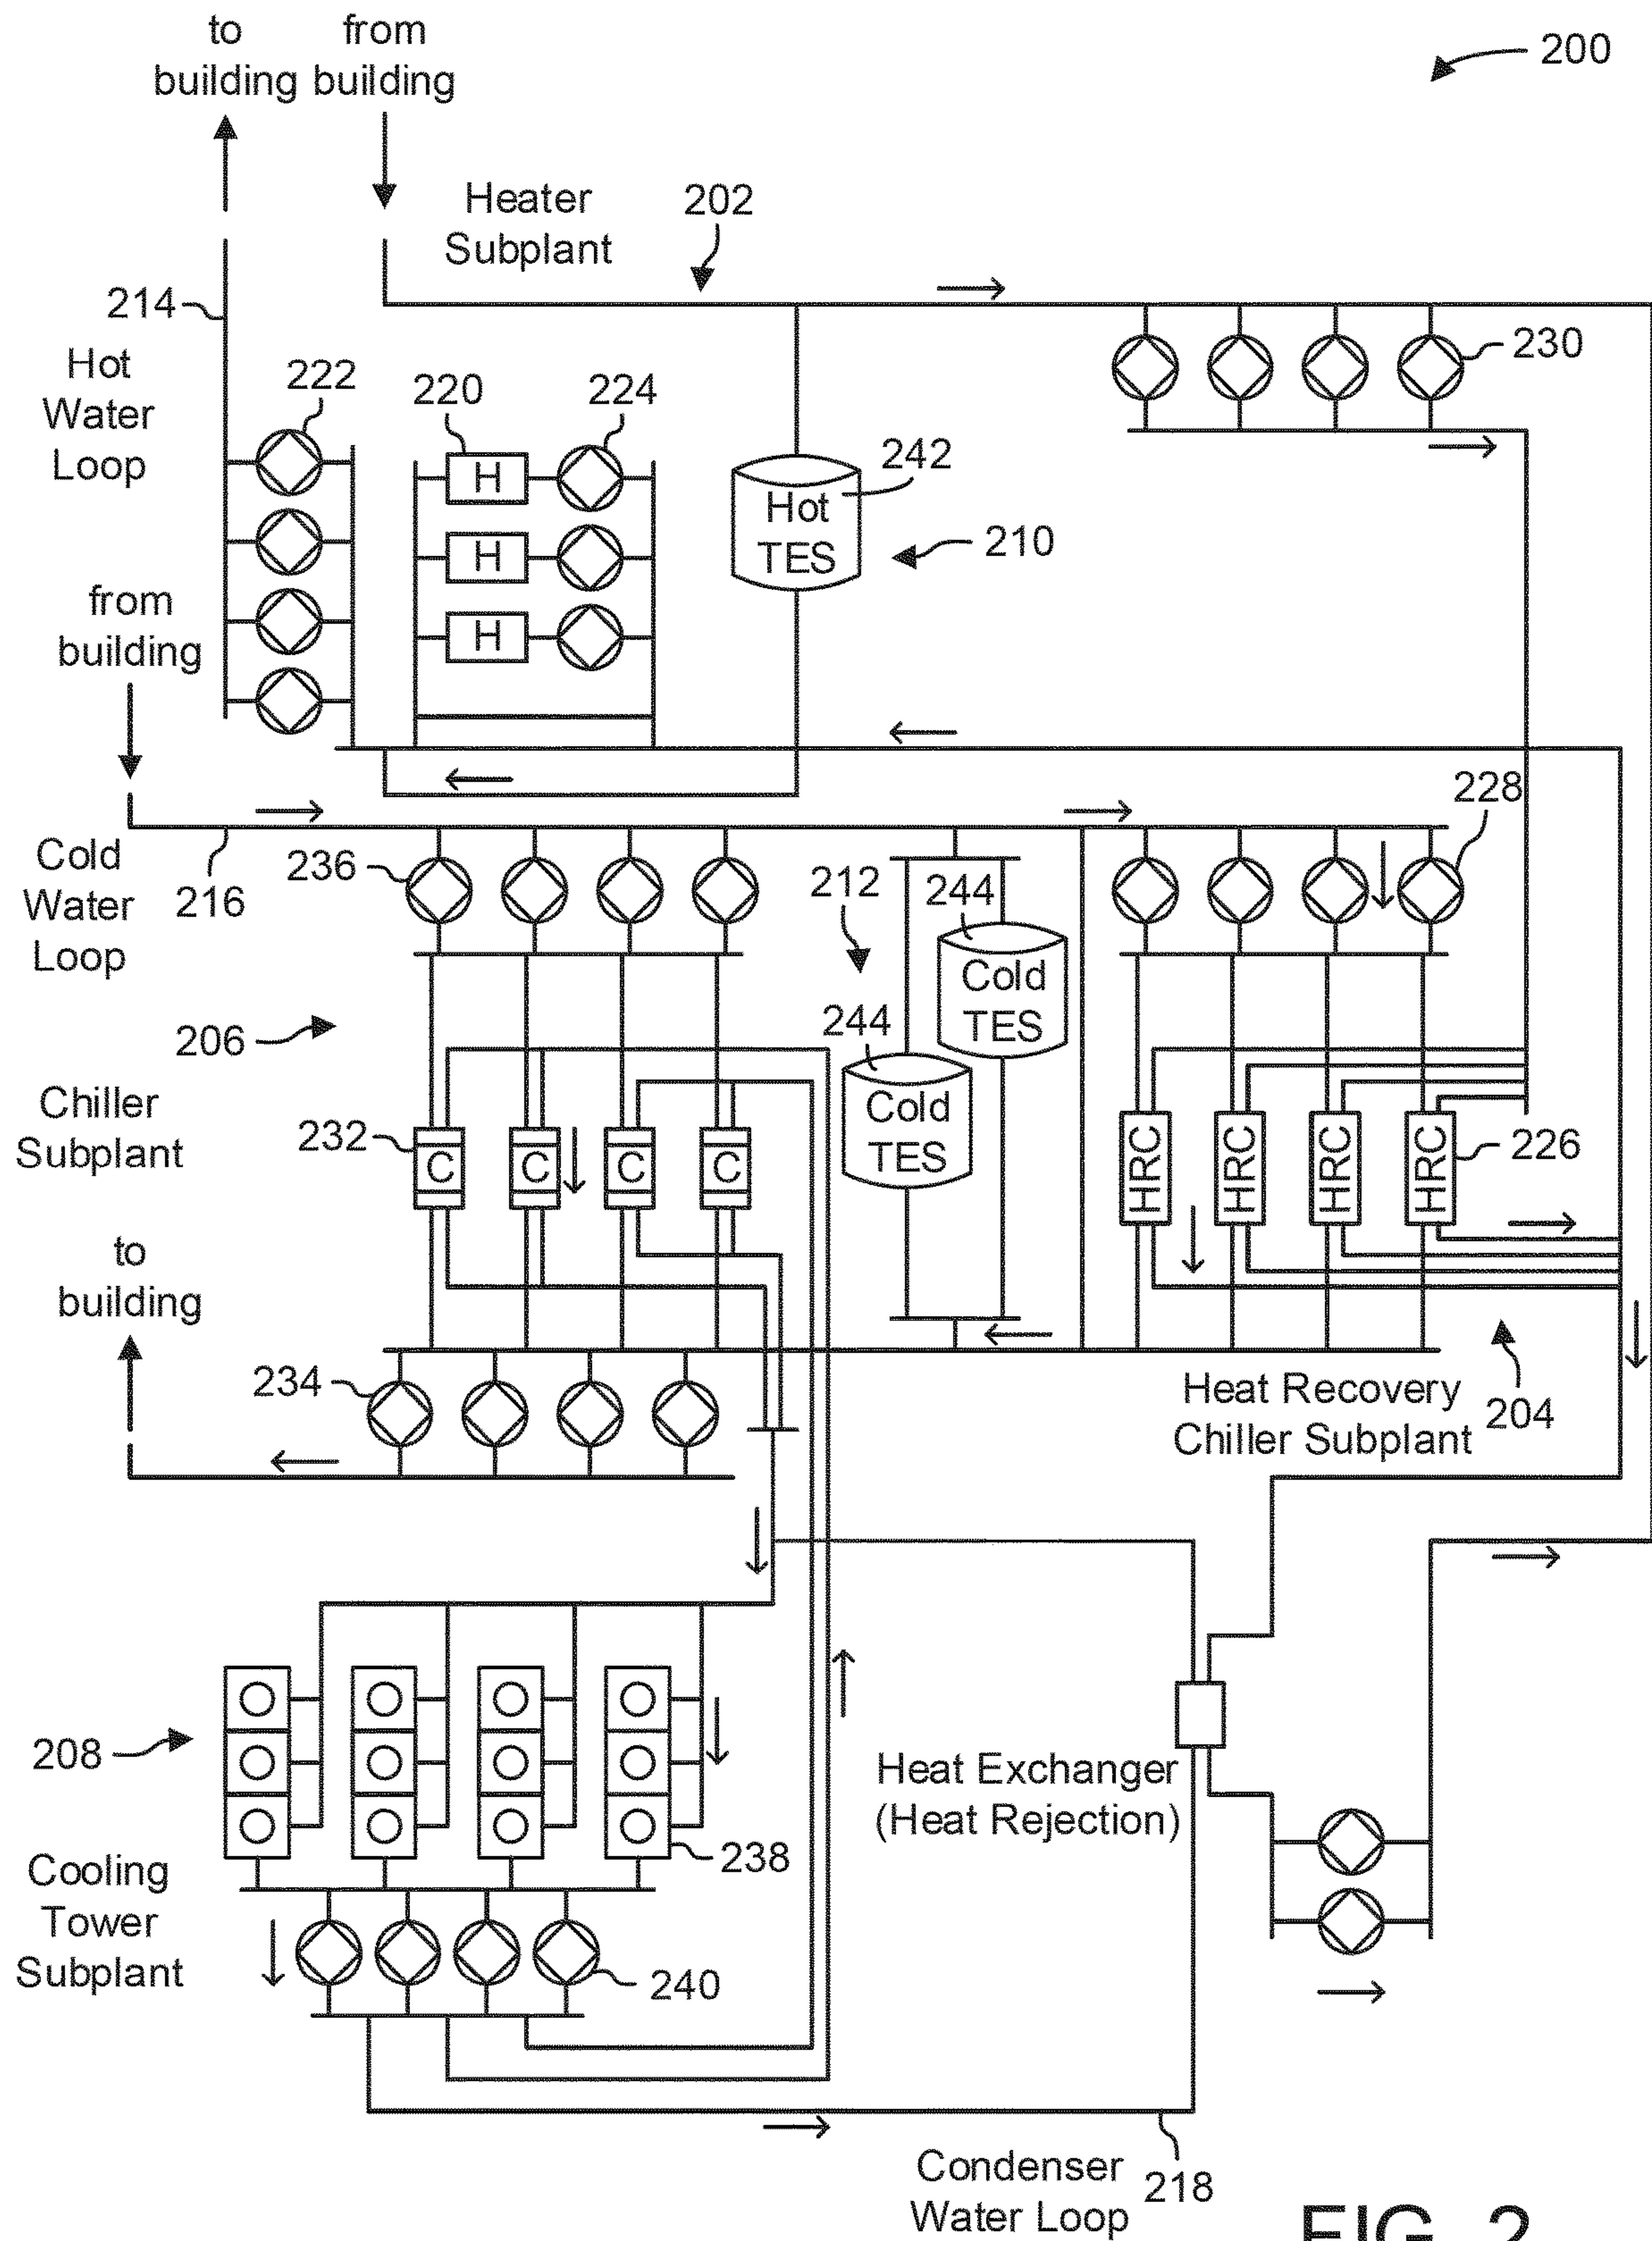 to
building
from
building
200
Heater
Subplant
202
214
Hot
Water
Loop
222
220
224
230
H
H
H
Hot
TES
242
210
from
building
Cold
Water
Loop
216
236
212
244
244
Cold
TES
Cold
TES
228
206
Chiller
Subplant
232
C
C
C
C
HRC
HRC
HRC
HRC
226
to
building
234
Heat Recovery
Chiller Subplant
204
208
Heat Exchanger
(Heat Rejection)
238
Cooling
Tower
Subplant
240
Condenser
Water Loop
218
FIG. 2